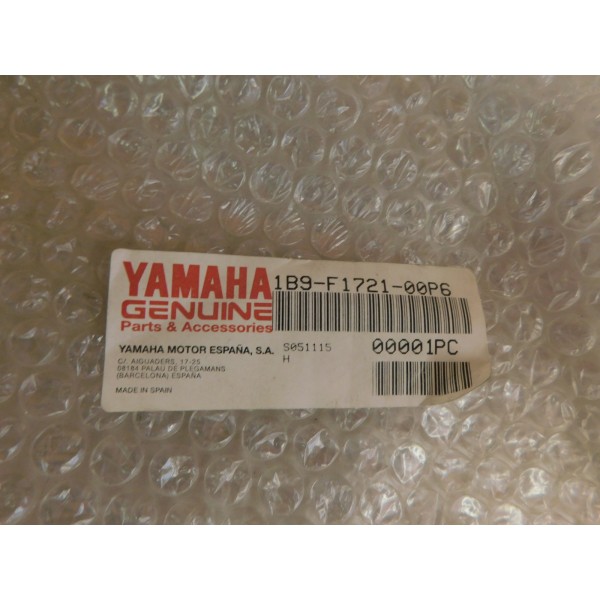 YAMAHA 1B9-F1721-00P6
GENUINE
Parts & Accessories
YAMAHA MOTOR ESPAÑA, S.A. S051115 00001PC
H
C/. AIGUADERS, 17-25
08184 PALAU DE PLEGAMANS
(BARCELONA) ESPAÑA
MADE IN SPAIN